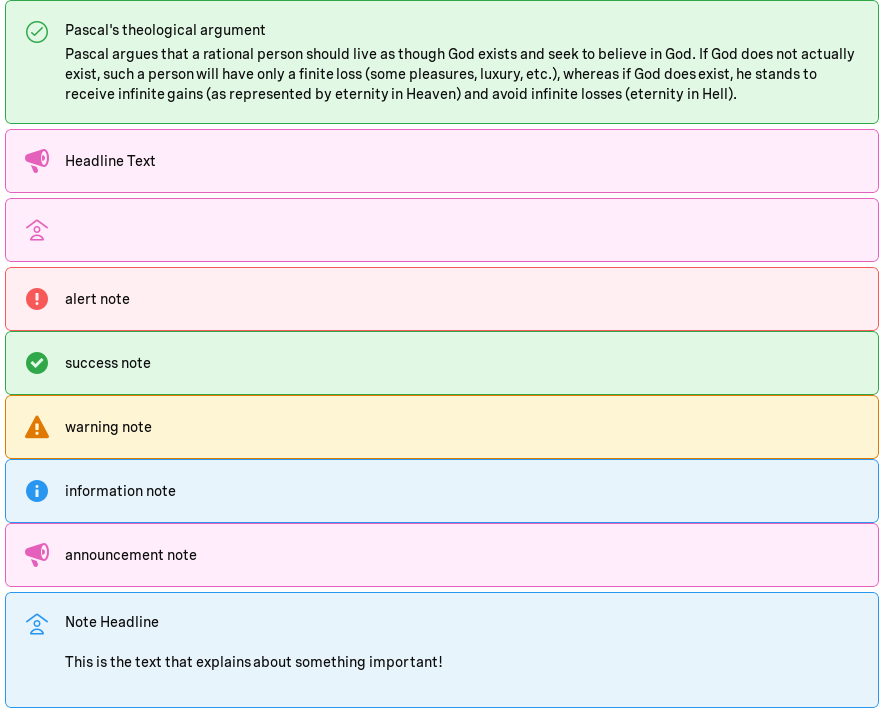 Pascal's theological argument
Pascal argues that a rational person should live as though God exists and seek to believe in God. If God does not actually
exist, such a person will have only a finite loss (some pleasures, luxury, etc.), whereas if God does exist, he stands to
receive infinite gains (as represented by eternity in Heaven) and avoid infinite losses (eternity in Hell).
Headline Text
alert note
success note
warning note
information note
announcement note
Note Headline
This is the text that explains about something important!